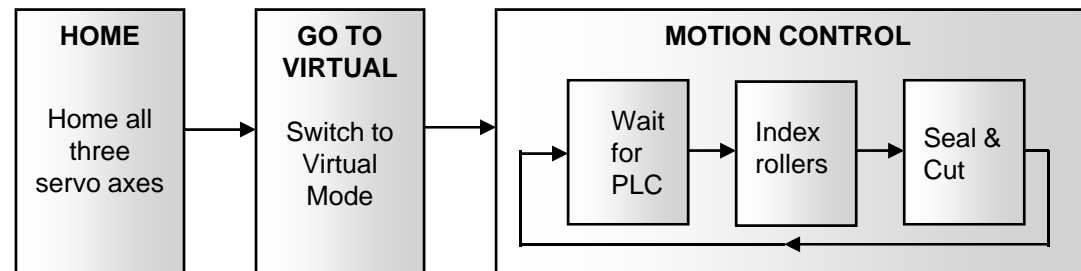 HOME
Home all
three
servo axes
GO TO
VIRTUAL
Switch to
Virtual
Mode
MOTION CONTROL
Wait
for
PLC
Index
rollers
Seal &
Cut